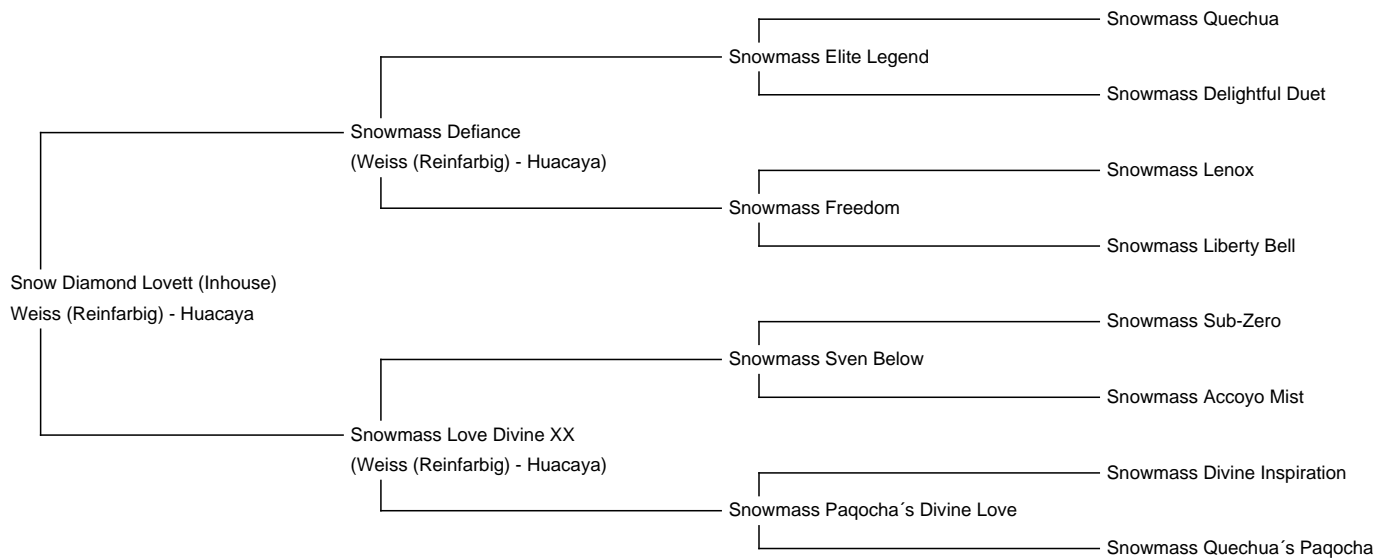 Snowmass Quechua
Snowmass Elite Legend
Snowmass Delightful Duet
Snowmass Defiance
(Weiss (Reinfarbig) - Huacaya)
Snowmass Lenox
Snowmass Freedom
Snowmass Liberty Bell
Snow Diamond Lovett (Inhouse)
Weiss (Reinfarbig) - Huacaya
Snowmass Sub-Zero
Snowmass Sven Below
Snowmass Accoyo Mist
Snowmass Love Divine XX
(Weiss (Reinfarbig) - Huacaya)
Snowmass Divine Inspiration
Snowmass Paqocha´s Divine Love
Snowmass Quechua´s Paqocha